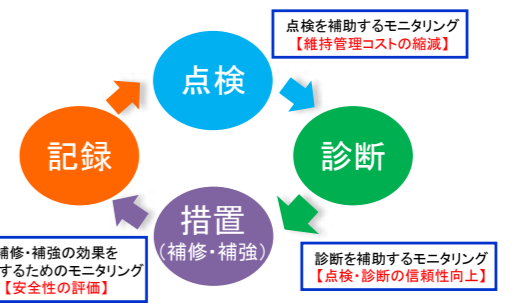 点検を補助するモニタリング
【維持管理コストの縮減】
点検
記録
診断
措置
(補修・補強)
補修・補強の効果を
するためのモニタリング
【安全性の評価】
診断を補助するモニタリング
【点検・診断の信頼性向上】